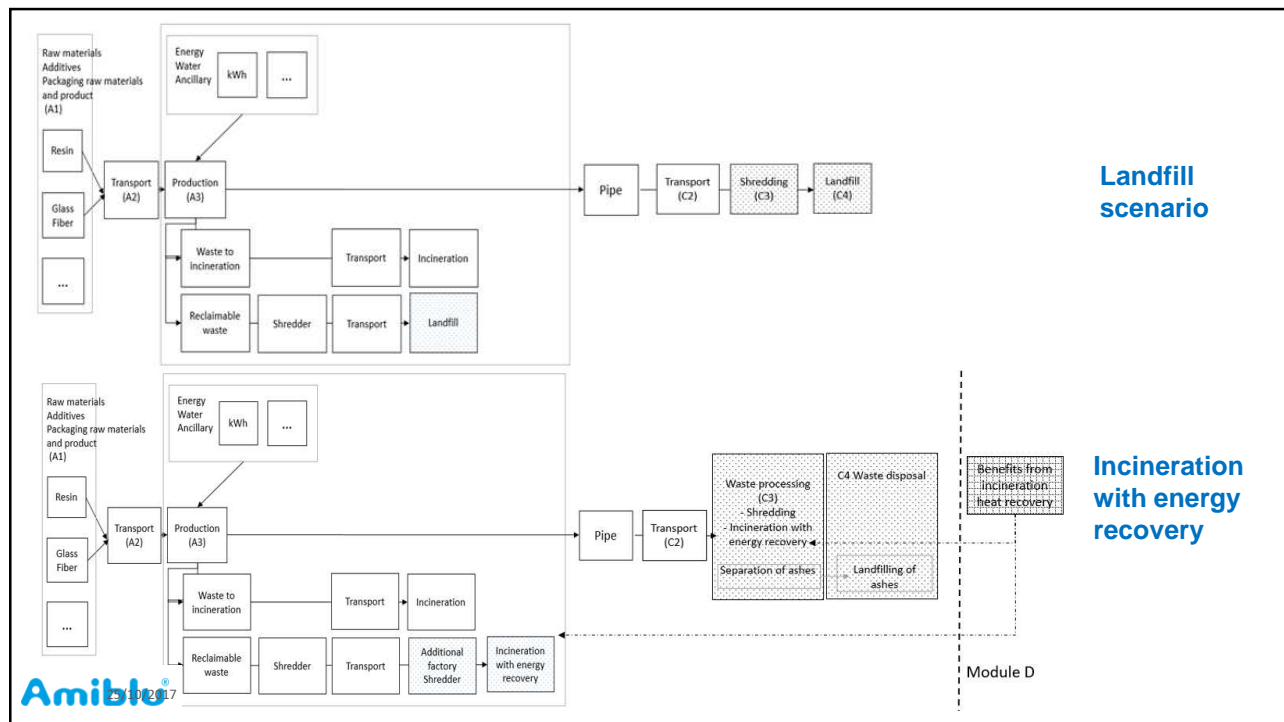 Raw materials
Additives
Packaging raw materials
and product
(A1)
Resin
Glass
Fiber
...
Transport
(A2)
Energy
Water
Ancillary
kWh
...
Production
(A3)
Waste to
incineration
Transport
Incineration
Reclaimable
waste
Shredder
Transport
Landfill
Pipe
Transport
(C2)
Shredding
(C3)
Landfill
(C4)
Landfill
scenario
Raw materials
Additives
Packaging raw materials
and product
(A1)
Resin
Glass
Fiber
...
Transport
(A2)
Energy
Water
Ancillary
kWh
...
Production
(A3)
Waste to
incineration
Transport
Incineration
Reclaimable
waste
Shredder
Transport
Additional
factory
Shredder
Incineration
with energy
recovery
Pipe
Transport
(C2)
Waste processing
(C3)
- Shredding
- Incineration with
energy recovery
Separation of ashes
C4 Waste disposal
Landfilling of
ashes
Benefits from
incineration
heat recovery
Module D
Incineration
with energy
recovery
Amiblu®
25/10/2017